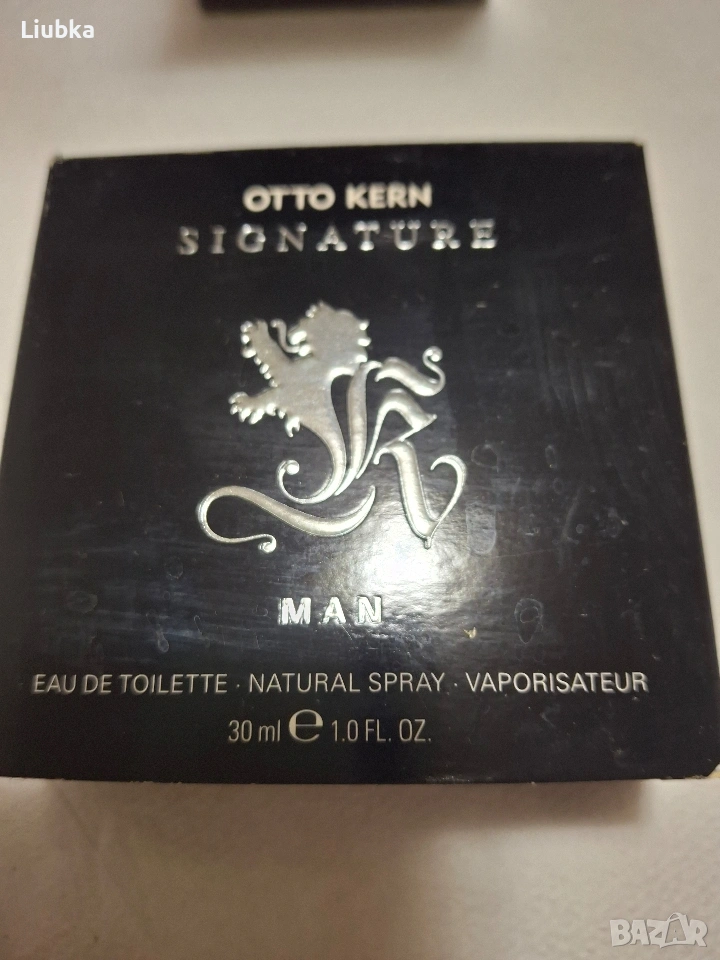 Liubka
OTTO KERN
SIGNATURE
MAN
EAU DE TOILETTE · NATURAL SPRAY · VAPORISATEUR
30 ml ℮ 1.0 FL. OZ.
BAZAR